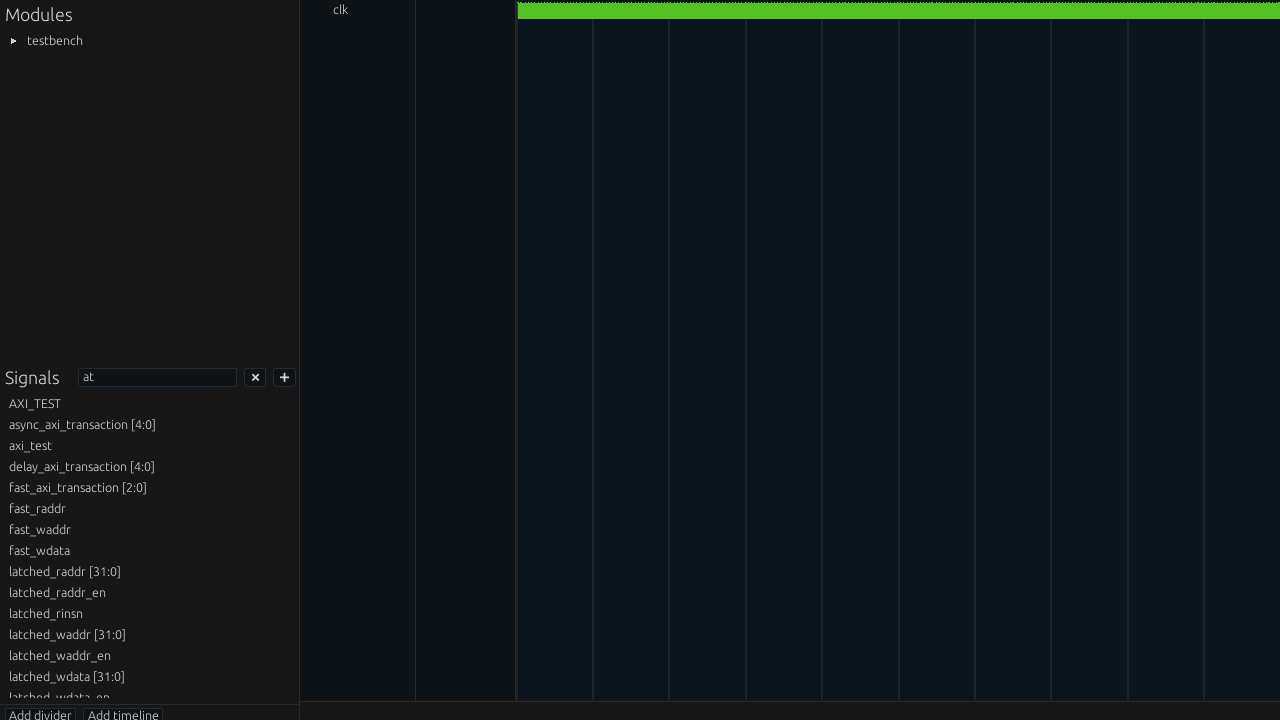 Modules
testbench
Signals
at
AXI_TEST
async_axi_transaction [4:0]
axi_test
delay_axi_transaction [4:0]
fast_axi_transaction [2:0]
fast_raddr
fast_waddr
fast_wdata
latched_raddr [31:0]
latched_raddr_en
latched_rinsn
latched_waddr [31:0]
latched_waddr_en
latched_wdata [31:0]
latched_wdata_en
Add divider
Add timeline
clk